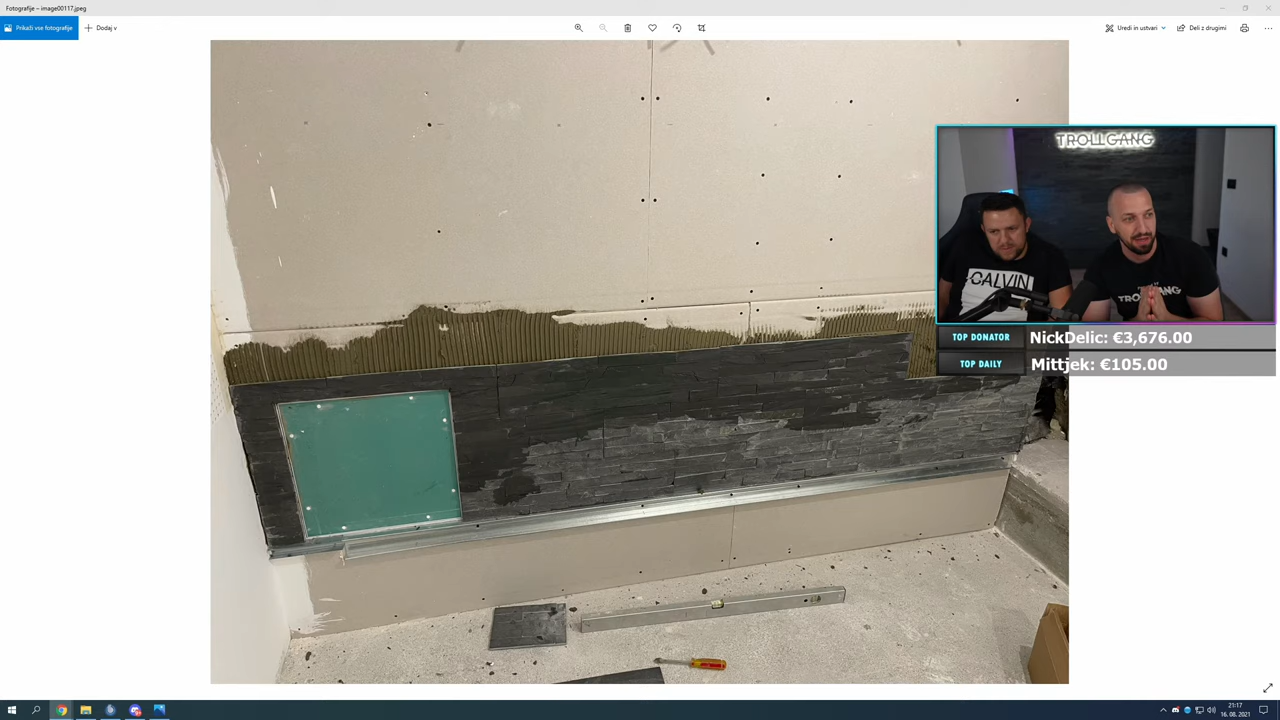 Fotografije – image00117.jpeg
Prikaži vse fotografije
Dodaj v
Uredi in ustvari
Deli z drugimi
TROLLGANG
CALVIN
TROLLGANG
TOP DONATOR
NickDelic: €3,676.00
TOP DAILY
Mittjek: €105.00
21:17
16. 08. 2021